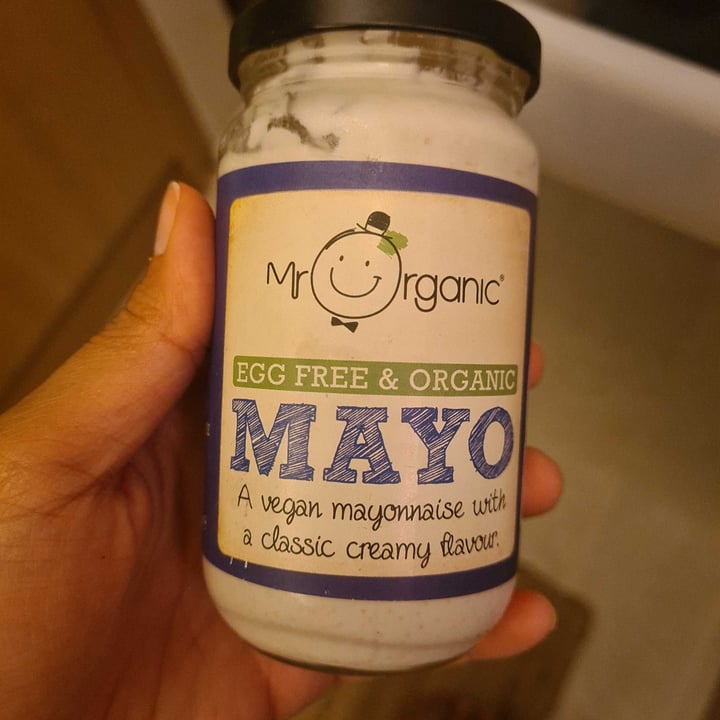 Mr Organic®
EGG FREE & ORGANIC
MAYO
A vegan mayonnaise with
a classic creamy flavour.